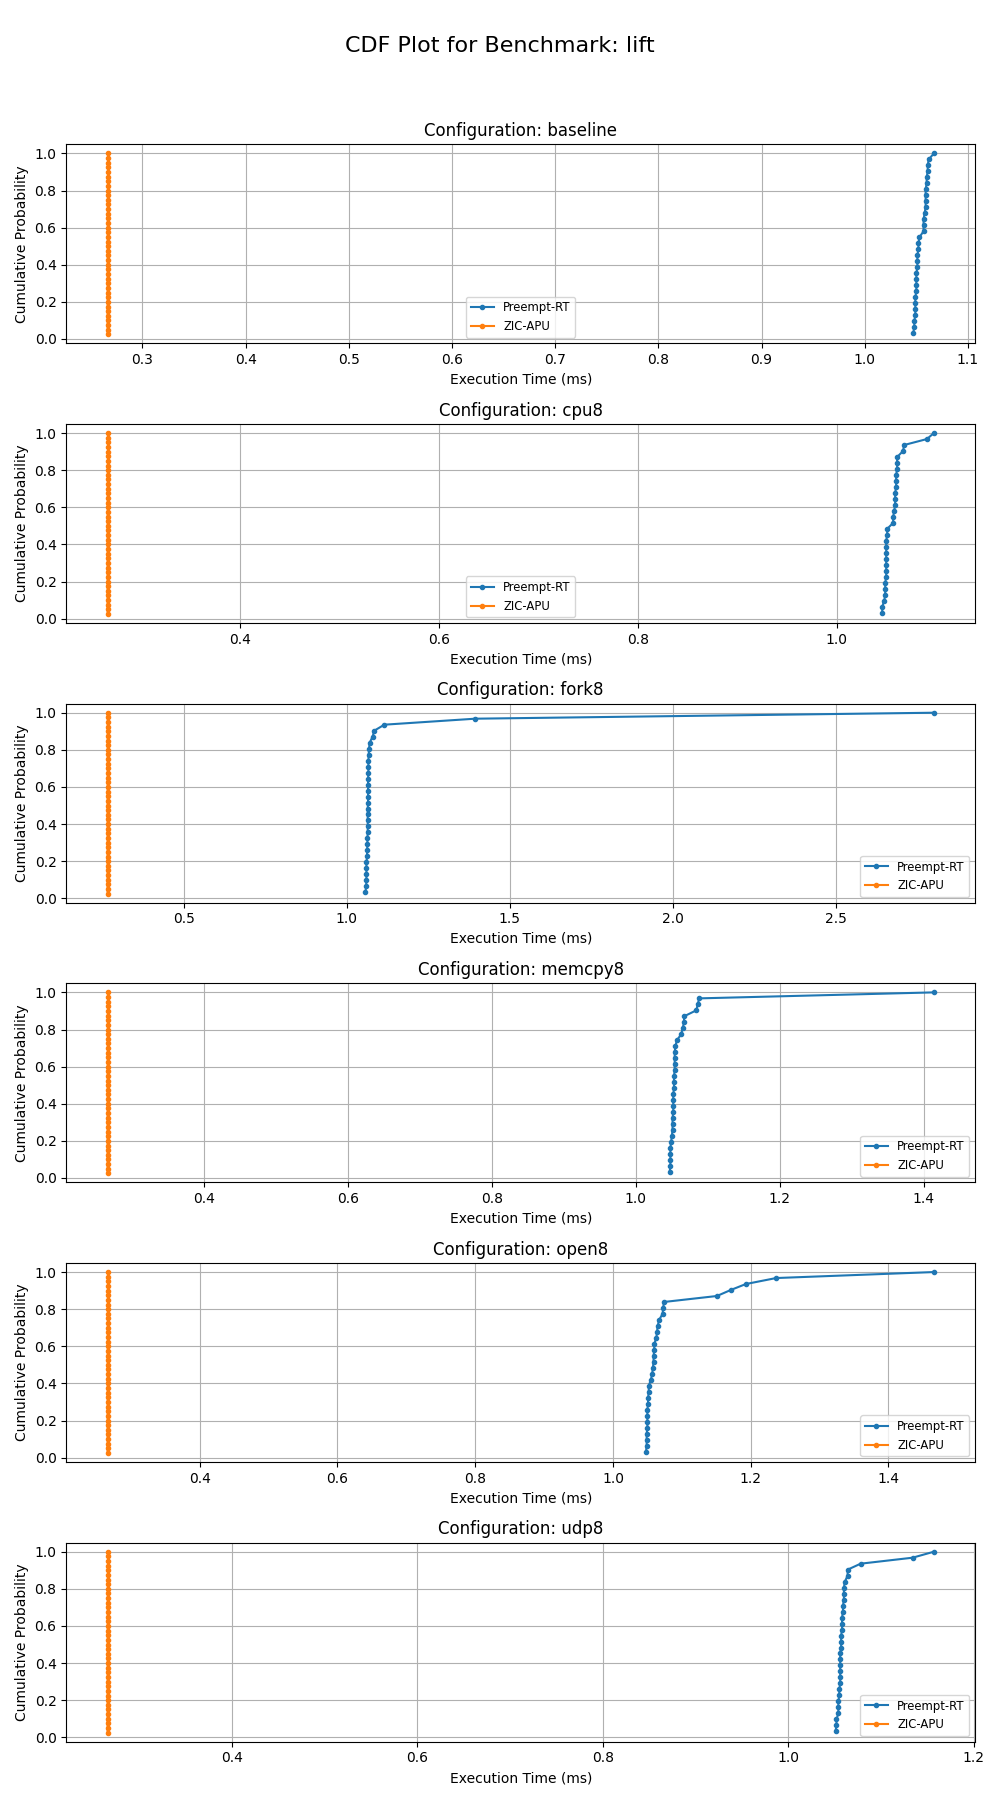 CDF Plot for Benchmark: lift
Configuration: baseline
Cumulative Probability
1.0
0.8
0.6
0.4
0.2
0.0
Preempt-RT
ZIC-APU
0.3 0.4 0.5 0.6 0.7 0.8 0.9 1.0 1.1
Execution Time (ms)
Configuration: cpu8
Cumulative Probability
1.0
0.8
0.6
0.4
0.2
0.0
Preempt-RT
ZIC-APU
0.4 0.6 0.8 1.0
Execution Time (ms)
Configuration: fork8
Cumulative Probability
1.0
0.8
0.6
0.4
0.2
0.0
Preempt-RT
ZIC-APU
0.5 1.0 1.5 2.0 2.5
Execution Time (ms)
Configuration: memcpy8
Cumulative Probability
1.0
0.8
0.6
0.4
0.2
0.0
Preempt-RT
ZIC-APU
0.4 0.6 0.8 1.0 1.2 1.4
Execution Time (ms)
Configuration: open8
Cumulative Probability
1.0
0.8
0.6
0.4
0.2
0.0
Preempt-RT
ZIC-APU
0.4 0.6 0.8 1.0 1.2 1.4
Execution Time (ms)
Configuration: udp8
Cumulative Probability
1.0
0.8
0.6
0.4
0.2
0.0
Preempt-RT
ZIC-APU
0.4 0.6 0.8 1.0 1.2
Execution Time (ms)